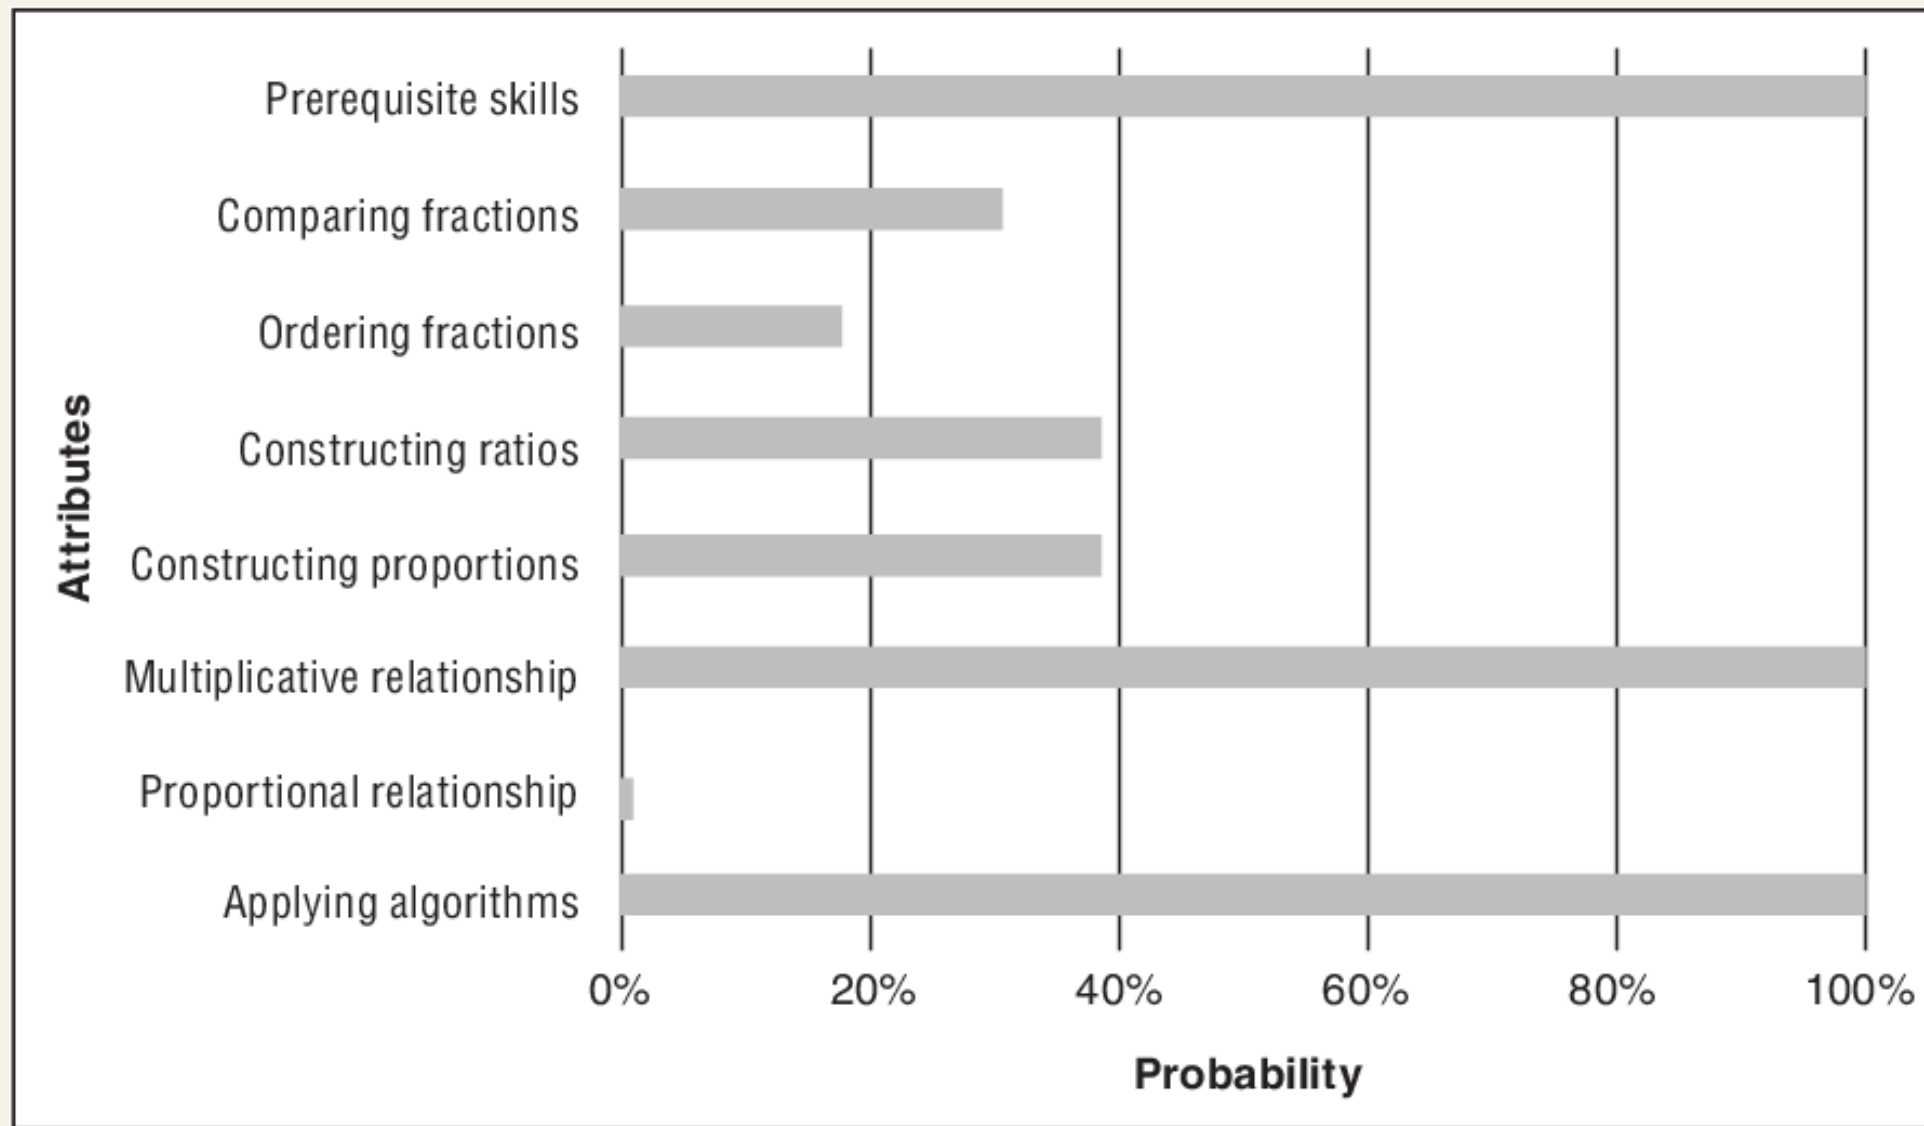 Prerequisite skills
Comparing fractions
Ordering fractions
Constructing ratios
Constructing proportions
Multiplicative relationship
Proportional relationship
Applying algorithms
Attributes
0% 20% 40% 60% 80% 100%
Probability